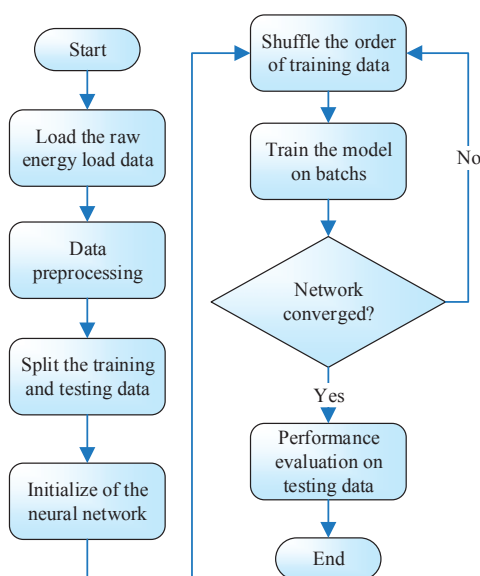 Start
Load the raw
energy load data
Data
preprocessing
Split the training
and testing data
Initialize of the
neural network
Shuffle the order
of training data
Train the model
on batchs
No
Network
converged?
Yes
Performance
evaluation on
testing data
End